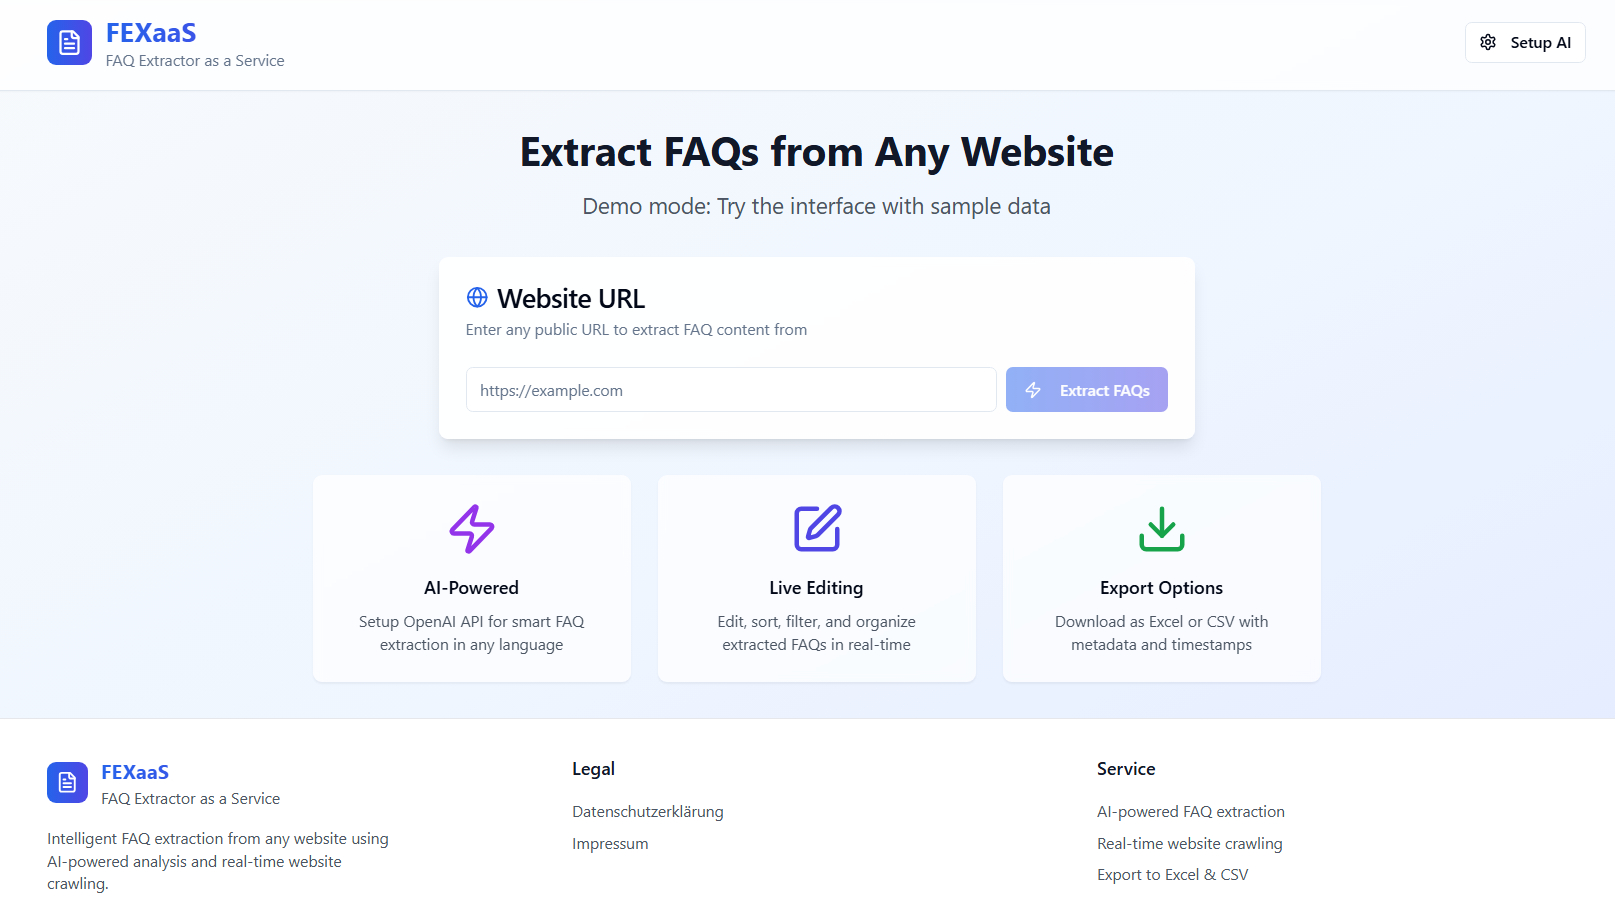 FEXaaS
FAQ Extractor as a Service
Setup AI
Extract FAQs from Any Website
Demo mode: Try the interface with sample data
Website URL
Enter any public URL to extract FAQ content from
https://example.com
Extract FAQs
AI-Powered
Setup OpenAI API for smart FAQ
extraction in any language
Live Editing
Edit, sort, filter, and organize
extracted FAQs in real-time
Export Options
Download as Excel or CSV with
metadata and timestamps
FEXaaS
FAQ Extractor as a Service
Intelligent FAQ extraction from any website using
AI-powered analysis and real-time website
crawling.
Legal
Datenschutzerklärung
Impressum
Service
AI-powered FAQ extraction
Real-time website crawling
Export to Excel & CSV